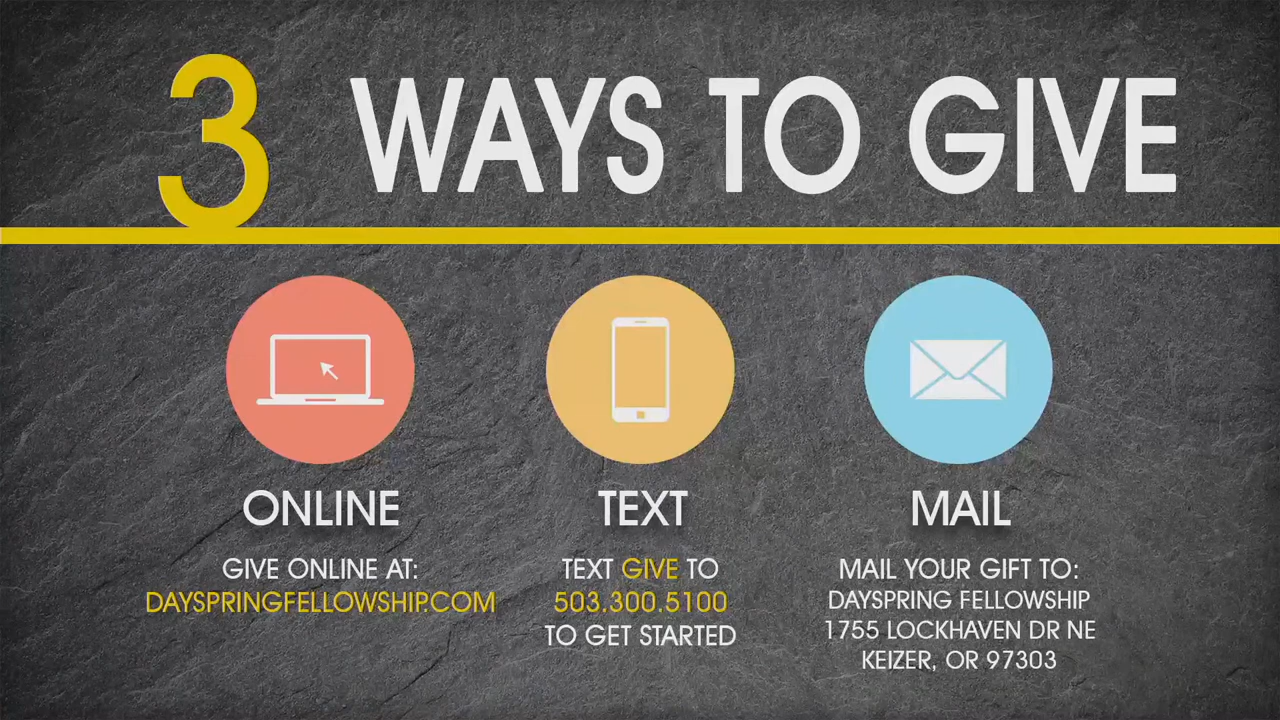 3 WAYS TO GIVE
ONLINE
GIVE ONLINE AT:
DAYSPRINGFELLOWSHIP.COM
TEXT
TEXT GIVE TO
503.300.5100
TO GET STARTED
MAIL
MAIL YOUR GIFT TO:
DAYSPRING FELLOWSHIP
1755 LOCKHAVEN DR NE
KEIZER, OR 97303